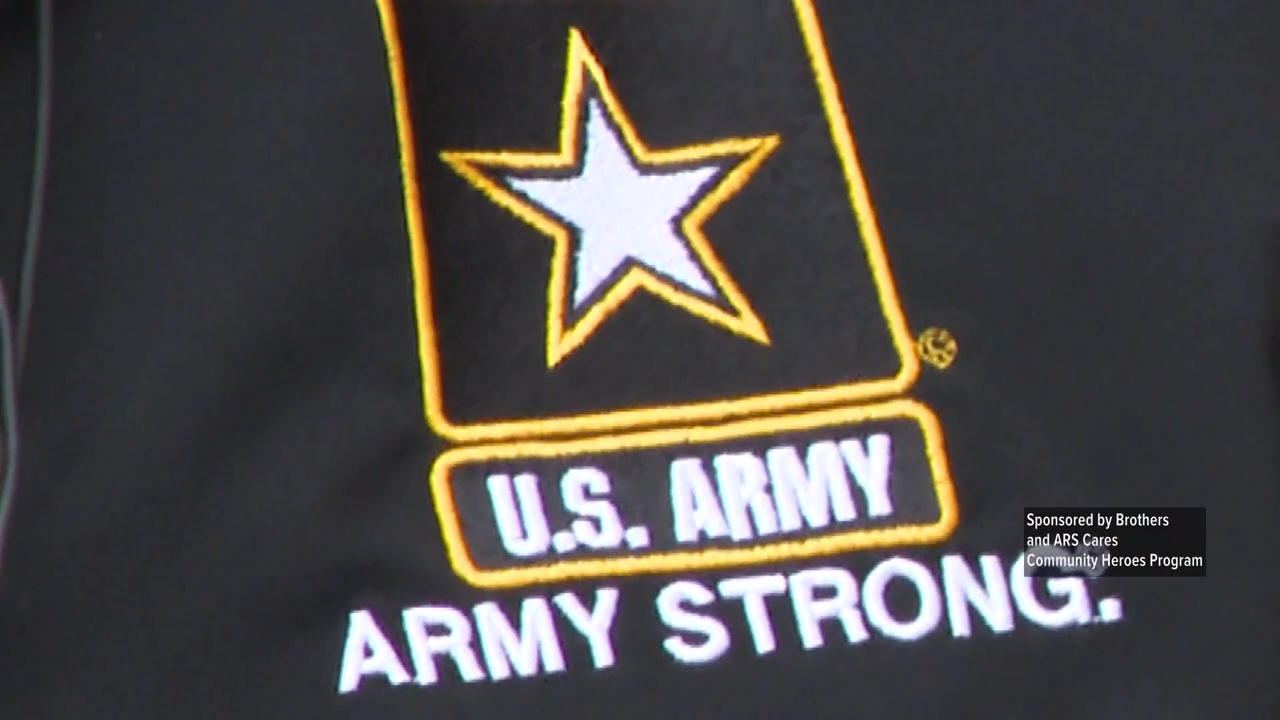 U.S. ARMY
ARMY STRONG.
Sponsored by Brothers
and ARS Cares
Community Heroes Program